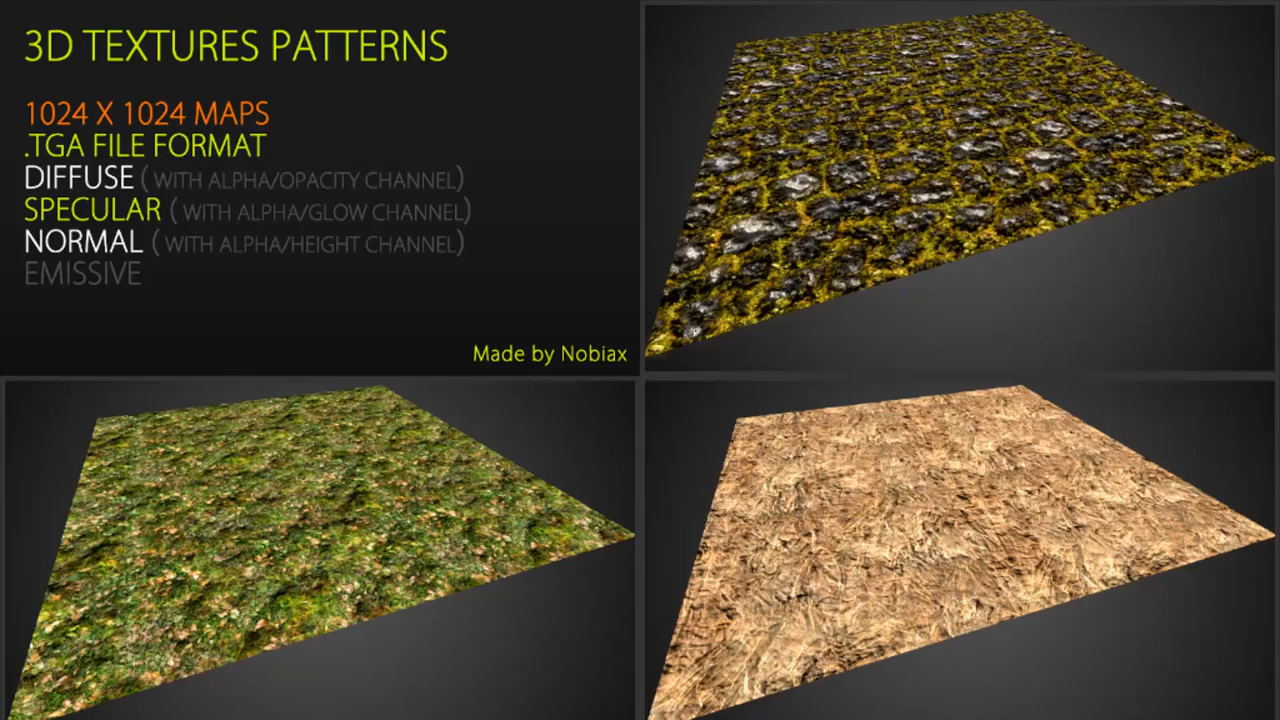 3D TEXTURES PATTERNS
1024 X 1024 MAPS
.TGA FILE FORMAT
DIFFUSE ( WITH ALPHA/OPACITY CHANNEL)
SPECULAR ( WITH ALPHA/GLOW CHANNEL)
NORMAL ( WITH ALPHA/HEIGHT CHANNEL)
EMISSIVE
Made by Nobiax